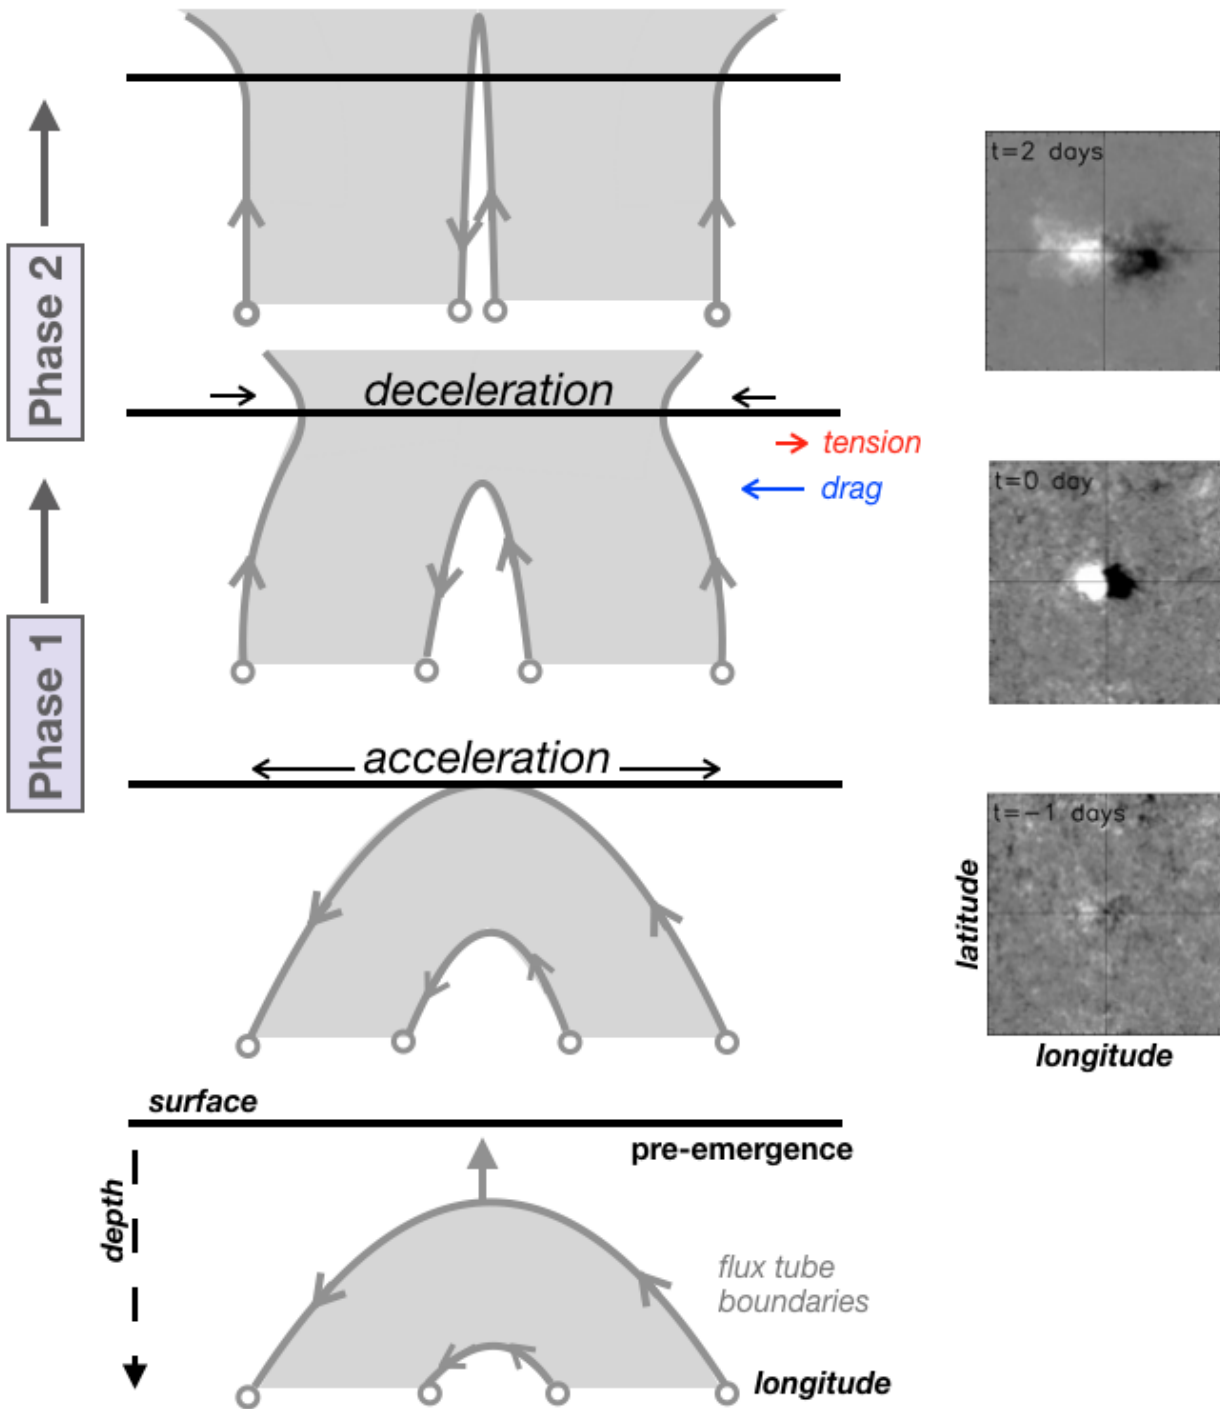 t=2 days
Phase 2
deceleration
tension
drag
t=0 day
Phase 1
acceleration
t=−1 days
latitude
longitude
surface
pre-emergence
depth
flux tube
boundaries
longitude